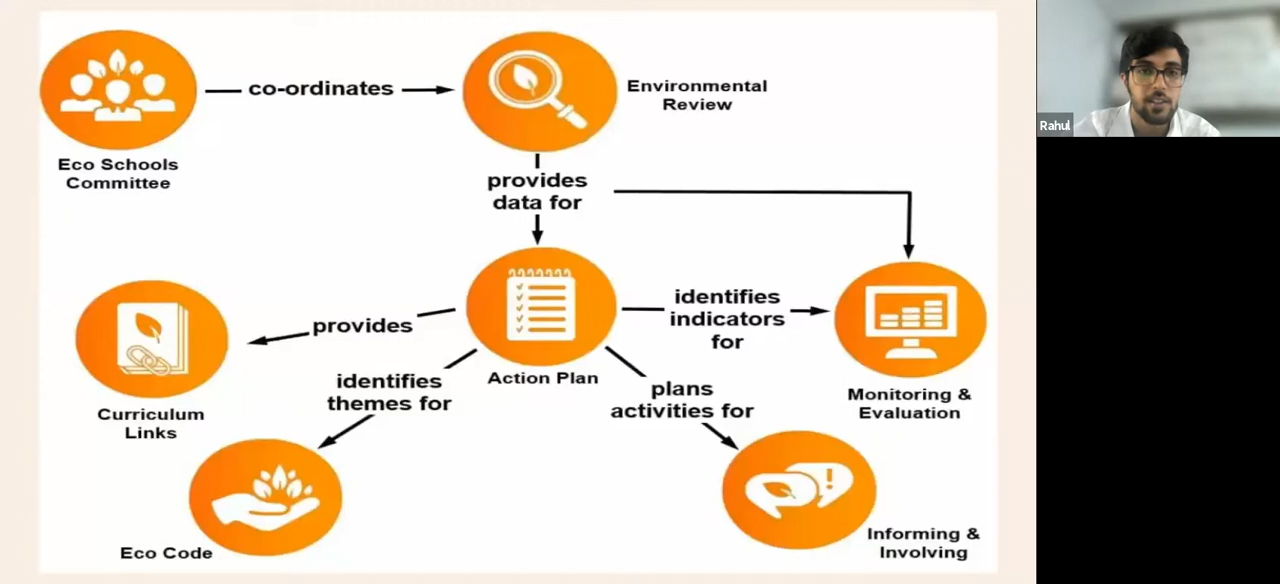 co-ordinates
Environmental
Review
Rahul
Eco Schools
Committee
provides
data for
identifies
indicators
for
provides
Action Plan
identifies
themes for
plans
activities for
Monitoring &
Evaluation
Curriculum
Links
Eco Code
Informing &
Involving